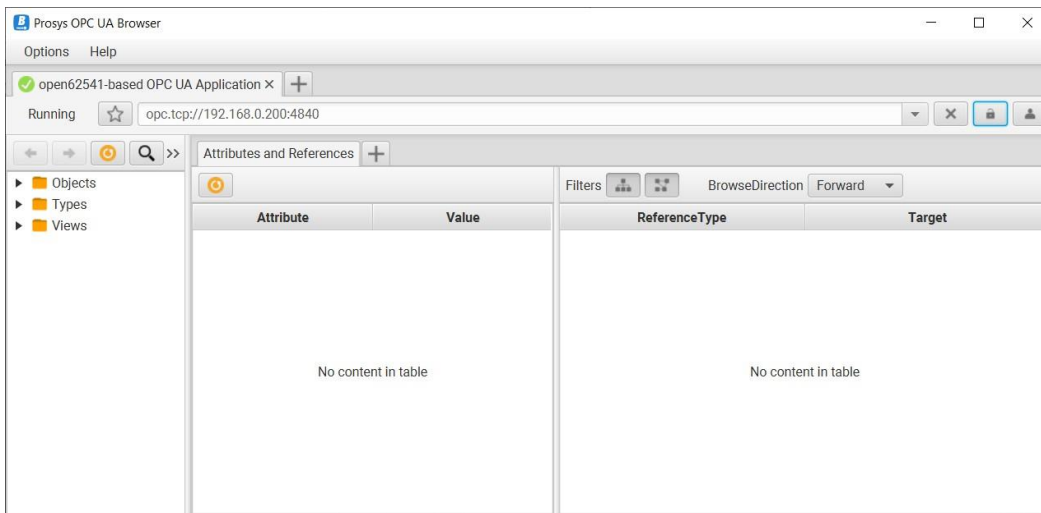 Prosys OPC UA Browser
Options Help
open62541-based OPC UA Application
Running opc.tcp://192.168.0.200:4840
Attributes and References
Objects
Types
Views
Filters BrowseDirection Forward
Attribute Value ReferenceType Target
No content in table No content in table